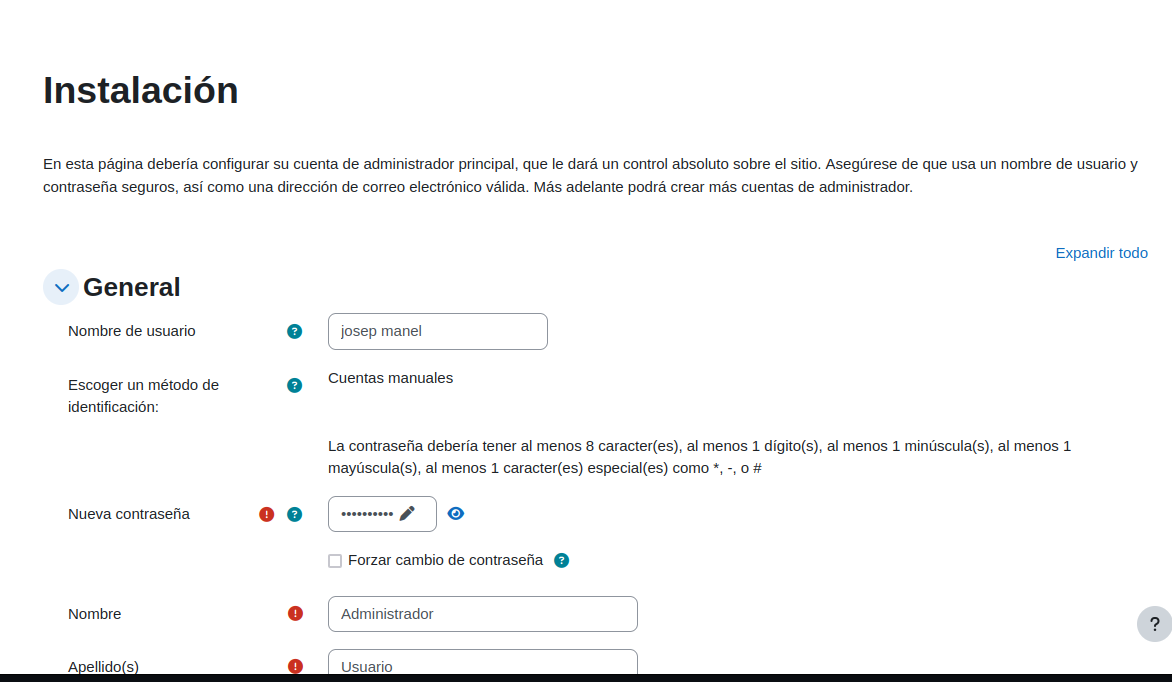 Instalación
En esta página debería configurar su cuenta de administrador principal, que le dará un control absoluto sobre el sitio. Asegúrese de que usa un nombre de usuario y
contraseña seguros, así como una dirección de correo electrónico válida. Más adelante podrá crear más cuentas de administrador.
Expandir todo
General
Nombre de usuario ? josep manel
Escoger un método de ? Cuentas manuales
identificación:
La contraseña debería tener al menos 8 caracter(es), al menos 1 dígito(s), al menos 1 minúscula(s), al menos 1
mayúscula(s), al menos 1 caracter(es) especial(es) como *, -, o #
Nueva contraseña ! ? ••••••••••
Forzar cambio de contraseña ?
Nombre ! Administrador
?
Apellido(s) ! Usuario